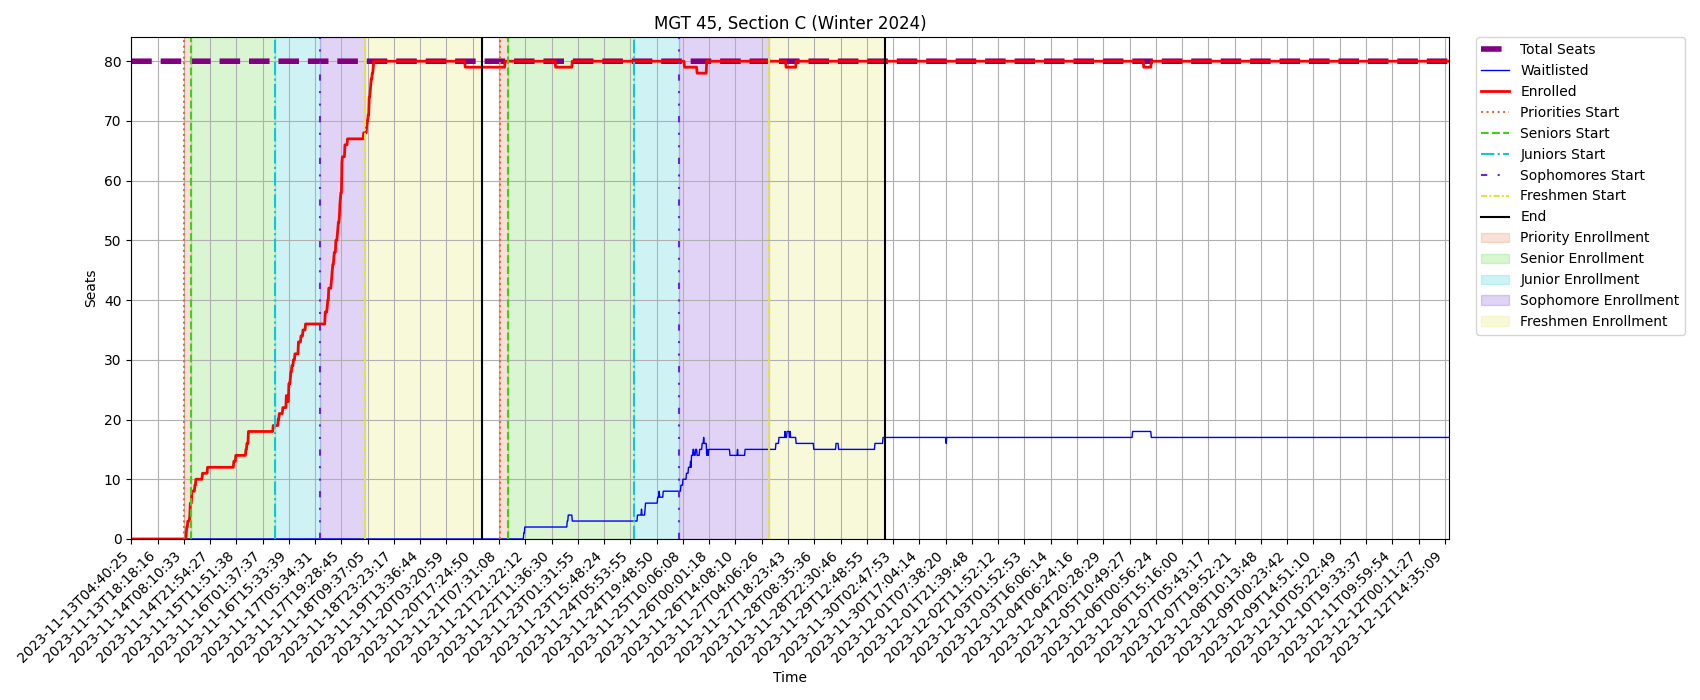 MGT 45, Section C (Winter 2024)
Seats
80
70
60
50
40
30
20
10
0
2023-11-13T04:40:25
2023-11-13T18:18:16
2023-11-14T08:10:33
2023-11-14T21:54:27
2023-11-15T11:51:38
2023-11-16T01:37:37
2023-11-16T15:33:39
2023-11-17T05:34:31
2023-11-17T19:28:45
2023-11-18T09:37:05
2023-11-18T23:23:17
2023-11-19T13:36:44
2023-11-20T03:20:59
2023-11-20T17:24:50
2023-11-21T07:31:08
2023-11-21T21:22:12
2023-11-22T11:36:30
2023-11-23T01:31:55
2023-11-23T15:48:24
2023-11-24T05:53:55
2023-11-24T19:48:50
2023-11-25T10:06:08
2023-11-26T00:01:18
2023-11-26T14:08:10
2023-11-27T04:06:26
2023-11-27T18:23:43
2023-11-28T08:35:36
2023-11-28T22:30:46
2023-11-29T12:48:55
2023-11-30T02:47:53
2023-11-30T17:04:14
2023-12-01T07:38:20
2023-12-01T21:39:48
2023-12-02T11:52:12
2023-12-03T01:52:53
2023-12-03T16:06:14
2023-12-04T06:24:16
2023-12-04T20:28:29
2023-12-05T10:49:27
2023-12-06T00:56:24
2023-12-06T15:16:00
2023-12-07T05:43:17
2023-12-07T19:52:21
2023-12-08T10:13:48
2023-12-09T00:23:42
2023-12-09T14:51:10
2023-12-10T05:22:49
2023-12-10T19:33:37
2023-12-11T09:59:54
2023-12-12T00:11:27
2023-12-12T14:35:09
Time
Total Seats
Waitlisted
Enrolled
Priorities Start
Seniors Start
Juniors Start
Sophomores Start
Freshmen Start
End
Priority Enrollment
Senior Enrollment
Junior Enrollment
Sophomore Enrollment
Freshmen Enrollment